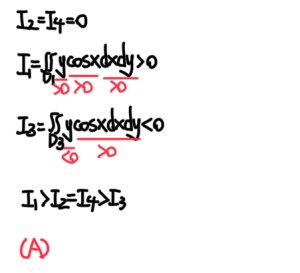 I₂=I₄=0
I₁=∬ycosxdxdy>0
D₁ >0 >0 >0
I₃=∬ycosxdxdy<0
D₃ <0 >0
I₁>I₂=I₄>I₃
(A)